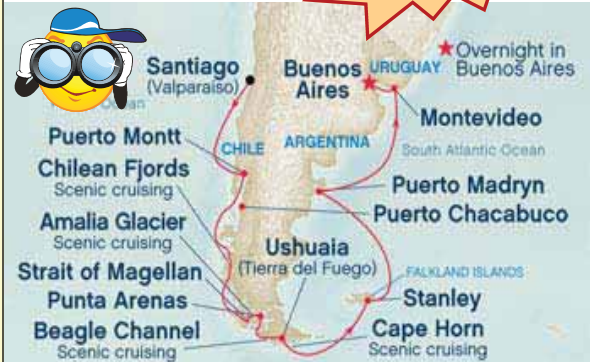 Overnight in
Buenos Aires
Santiago
(Valparaiso)
Ocean
Buenos
Aires
URUGUAY
Montevideo
Puerto Montt
CHILE
ARGENTINA
South Atlantic Ocean
Chilean Fjords
Scenic cruising
Puerto Madryn
Puerto Chacabuco
Amalia Glacier
Scenic cruising
Ushuaia
(Tierra del Fuego)
Strait of Magellan
FALKLAND ISLANDS
Punta Arenas
Stanley
Beagle Channel
Scenic cruising
Cape Horn
Scenic cruising